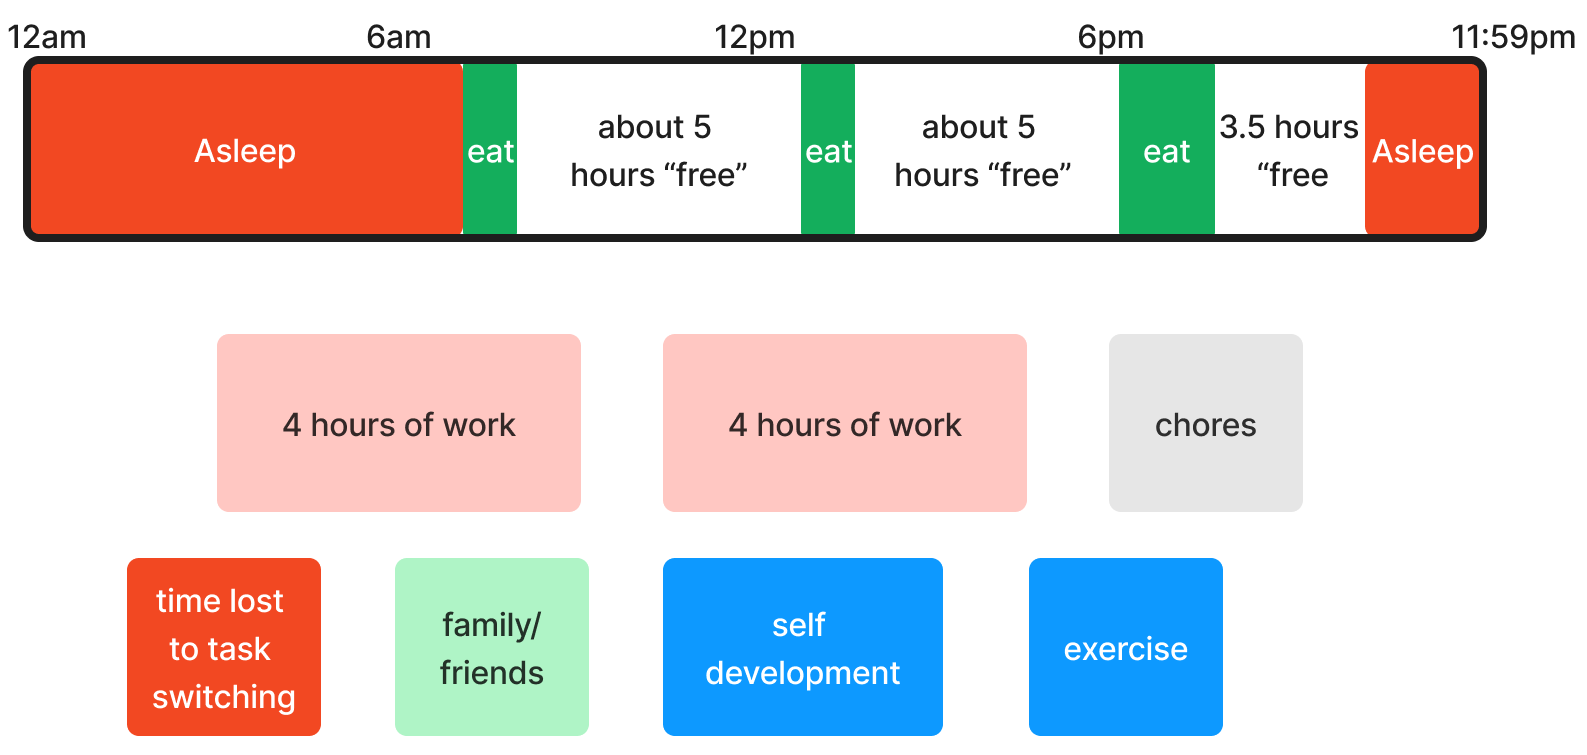 12am 6am 12pm 6pm 11:59pm
Asleep
eat
about 5
hours “free”
eat
about 5
hours “free”
eat
3.5 hours
“free
Asleep
4 hours of work
4 hours of work
chores
time lost
to task
switching
family/
friends
self
development
exercise